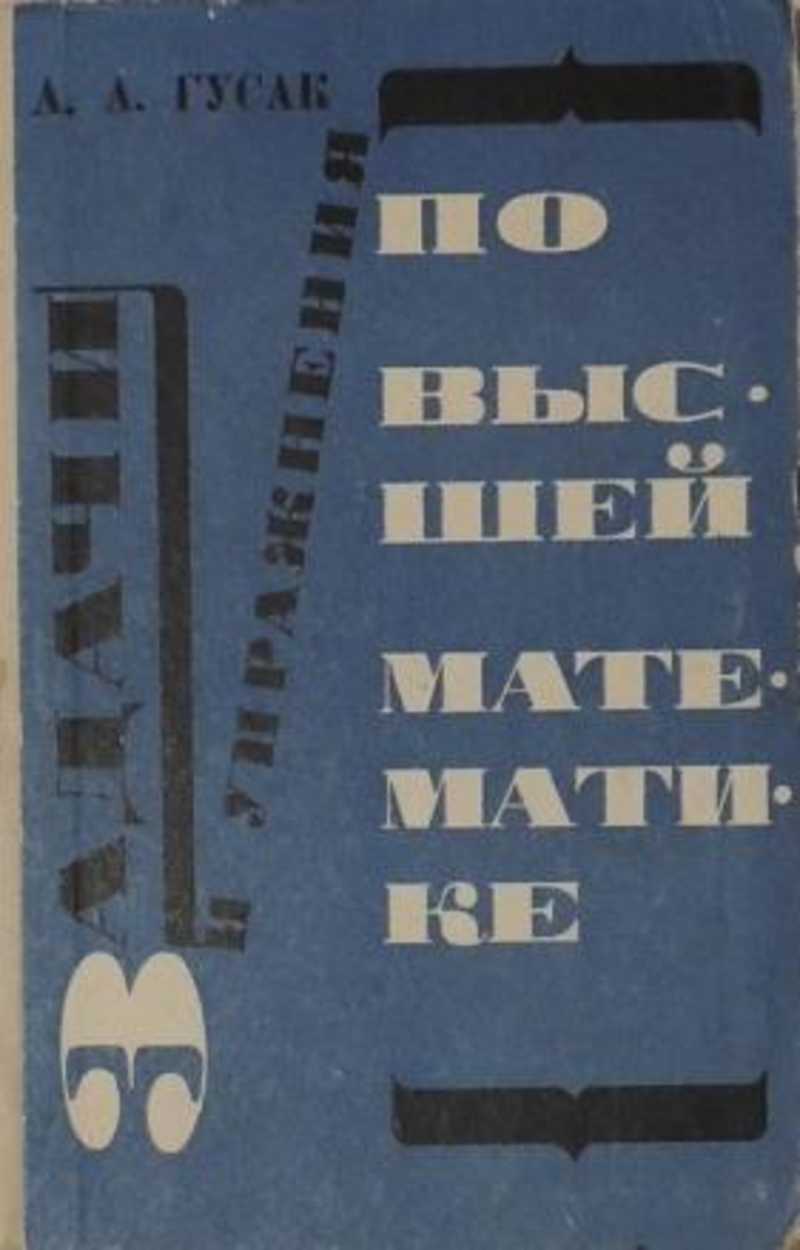 А. А. ГУСАК
ЗАДАЧИ
И УПРАЖНЕНИЯ
ПО
ВЫС·
ШЕЙ
МАТЕ·
МАТИ·
КЕ